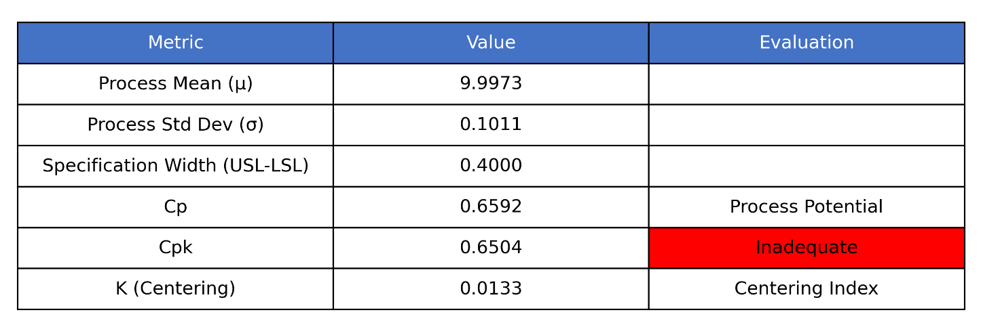 Metric Value Evaluation
Process Mean (μ) 9.9973
Process Std Dev (σ) 0.1011
Specification Width (USL-LSL) 0.4000
Cp 0.6592 Process Potential
Cpk 0.6504 Inadequate
K (Centering) 0.0133 Centering Index